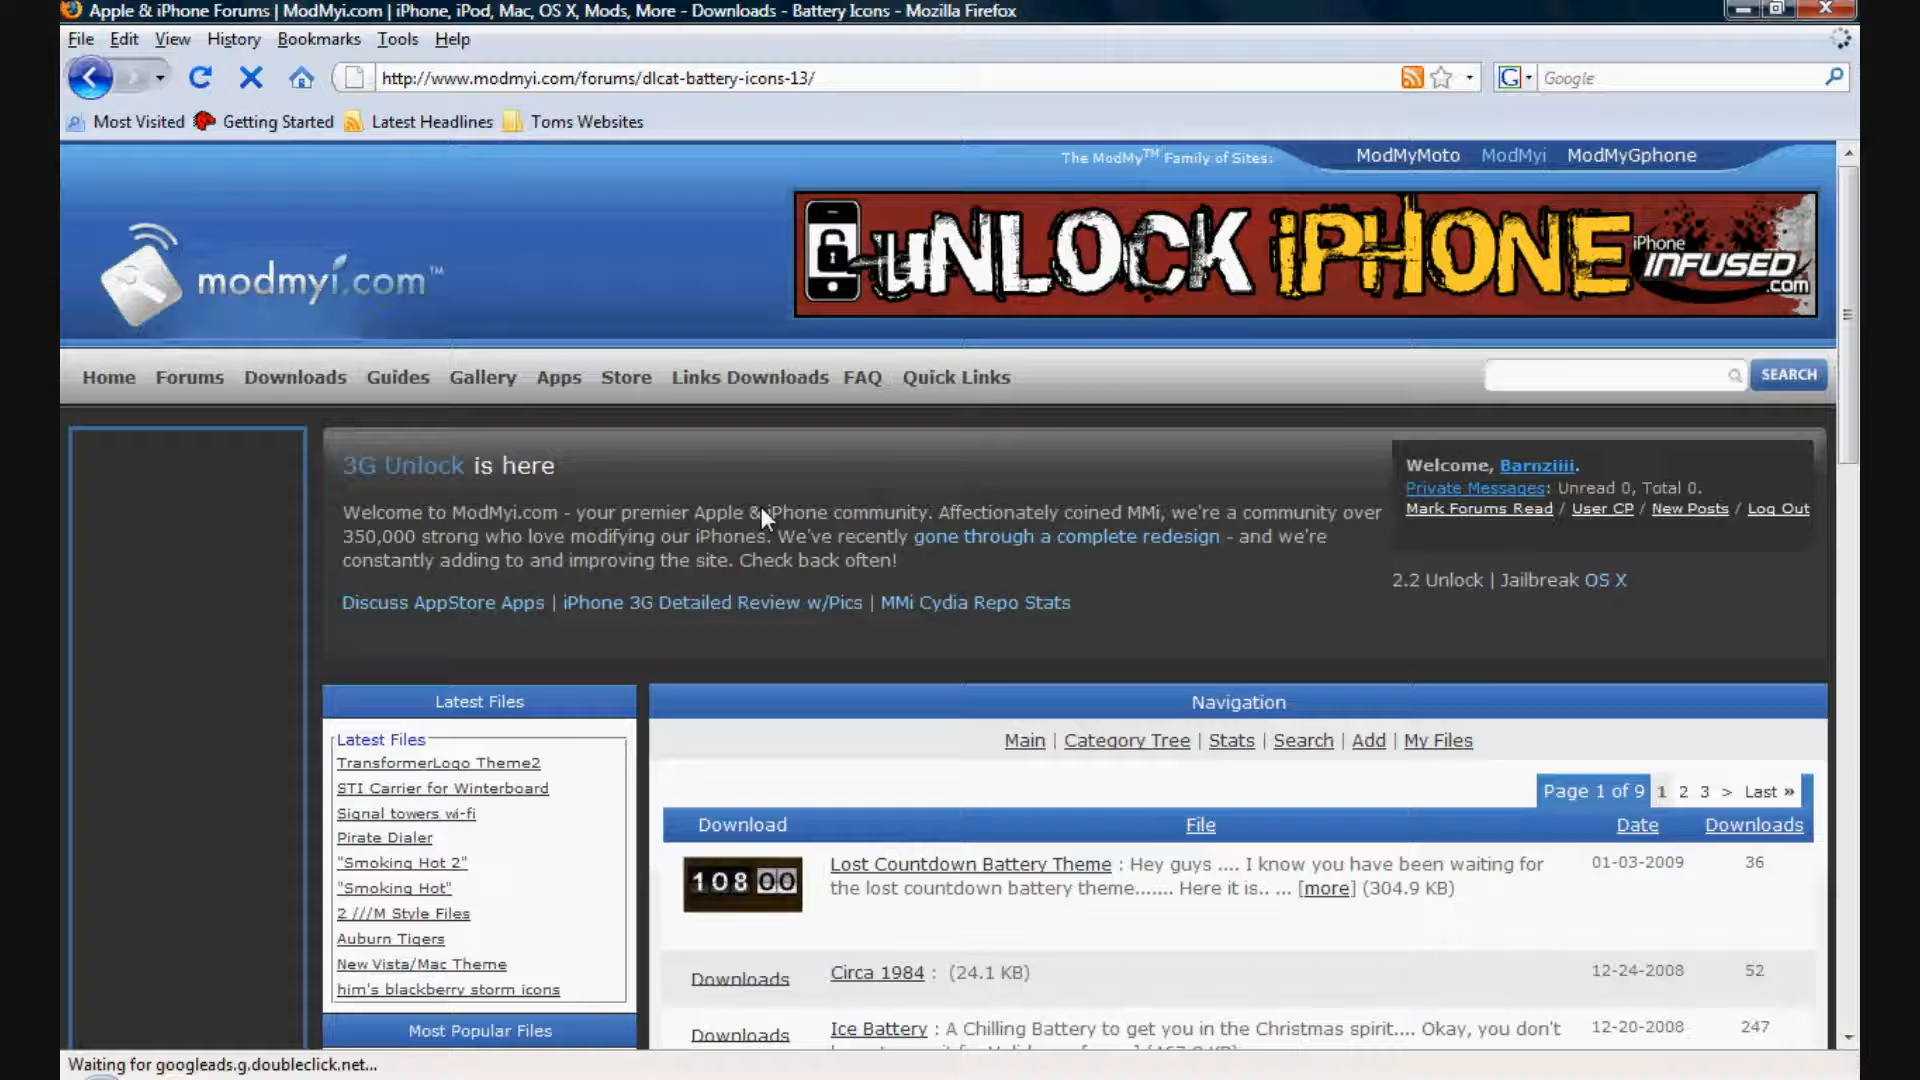 Apple & iPhone Forums | ModMyi.com | iPhone, iPod, Mac, OS X, Mods, More - Downloads - Battery Icons - Mozilla Firefox
File Edit View History Bookmarks Tools Help
http://www.modmyi.com/forums/dlcat-battery-icons-13/
G Google
Most Visited Getting Started Latest Headlines Toms Websites
The ModMy™ Family of Sites: ModMyMoto ModMyi ModMyGphone
modmyi.com™
uNLOCK iPHONE iPhone INFUSED .com
Home Forums Downloads Guides Gallery Apps Store Links Downloads FAQ Quick Links SEARCH
3G Unlock is here
Welcome to ModMyi.com - your premier Apple & iPhone community. Affectionately coined MMi, we're a community over
350,000 strong who love modifying our iPhones. We've recently gone through a complete redesign - and we're
constantly adding to and improving the site. Check back often!
Discuss AppStore Apps | iPhone 3G Detailed Review w/Pics | MMi Cydia Repo Stats
Welcome, Barnziiii.
Private Messages: Unread 0, Total 0.
Mark Forums Read / User CP / New Posts / Log Out
2.2 Unlock | Jailbreak OS X
Latest Files
Latest Files
TransformerLogo Theme2
STI Carrier for Winterboard
Signal towers wi-fi
Pirate Dialer
"Smoking Hot 2"
"Smoking Hot"
2 ///M Style Files
Auburn Tigers
New Vista/Mac Theme
him's blackberry storm icons
Most Popular Files
Navigation
Main | Category Tree | Stats | Search | Add | My Files
Page 1 of 9 1 2 3 > Last »
Download File Date Downloads
108 00
Lost Countdown Battery Theme : Hey guys .... I know you have been waiting for 01-03-2009 36
the lost countdown battery theme....... Here it is.. ... [more] (304.9 KB)
Downloads Circa 1984 : (24.1 KB) 12-24-2008 52
Downloads Ice Battery : A Chilling Battery to get you in the Christmas spirit.... Okay, you don't 12-20-2008 247
Waiting for googleads.g.doubleclick.net...